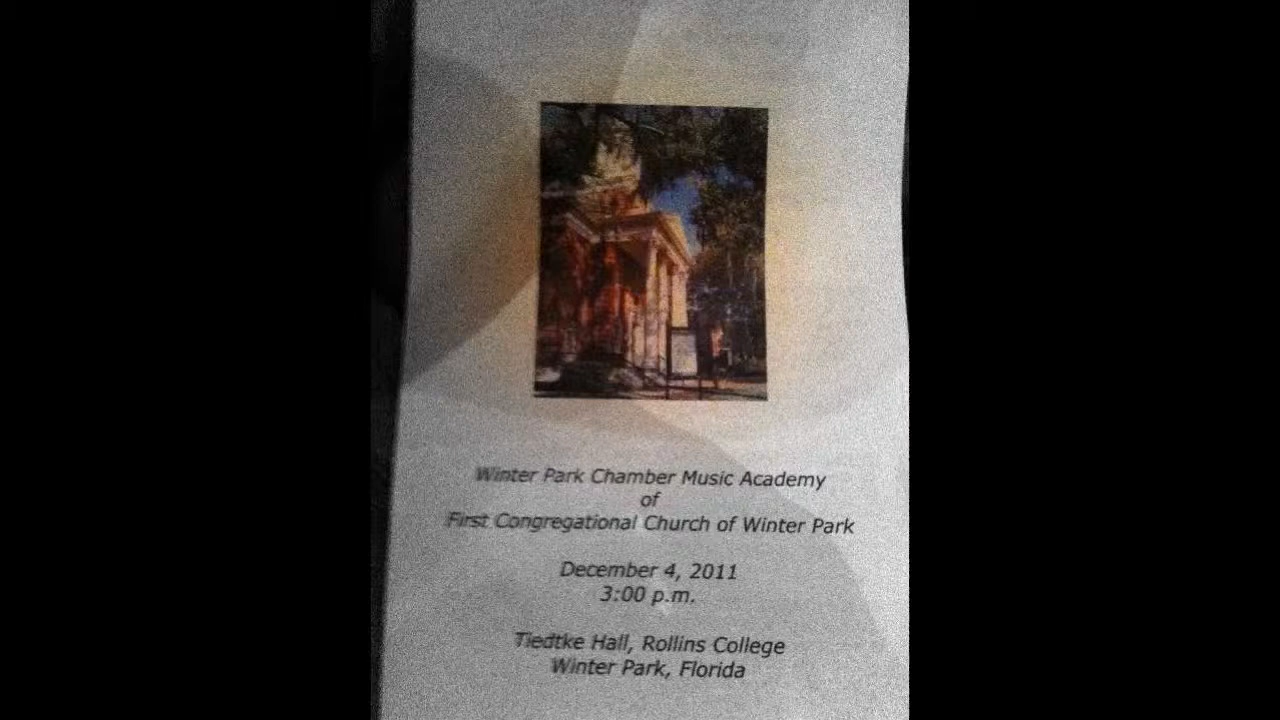 Winter Park Chamber Music Academy
of
First Congregational Church of Winter Park
December 4, 2011
3:00 p.m.
Tiedtke Hall, Rollins College
Winter Park, Florida